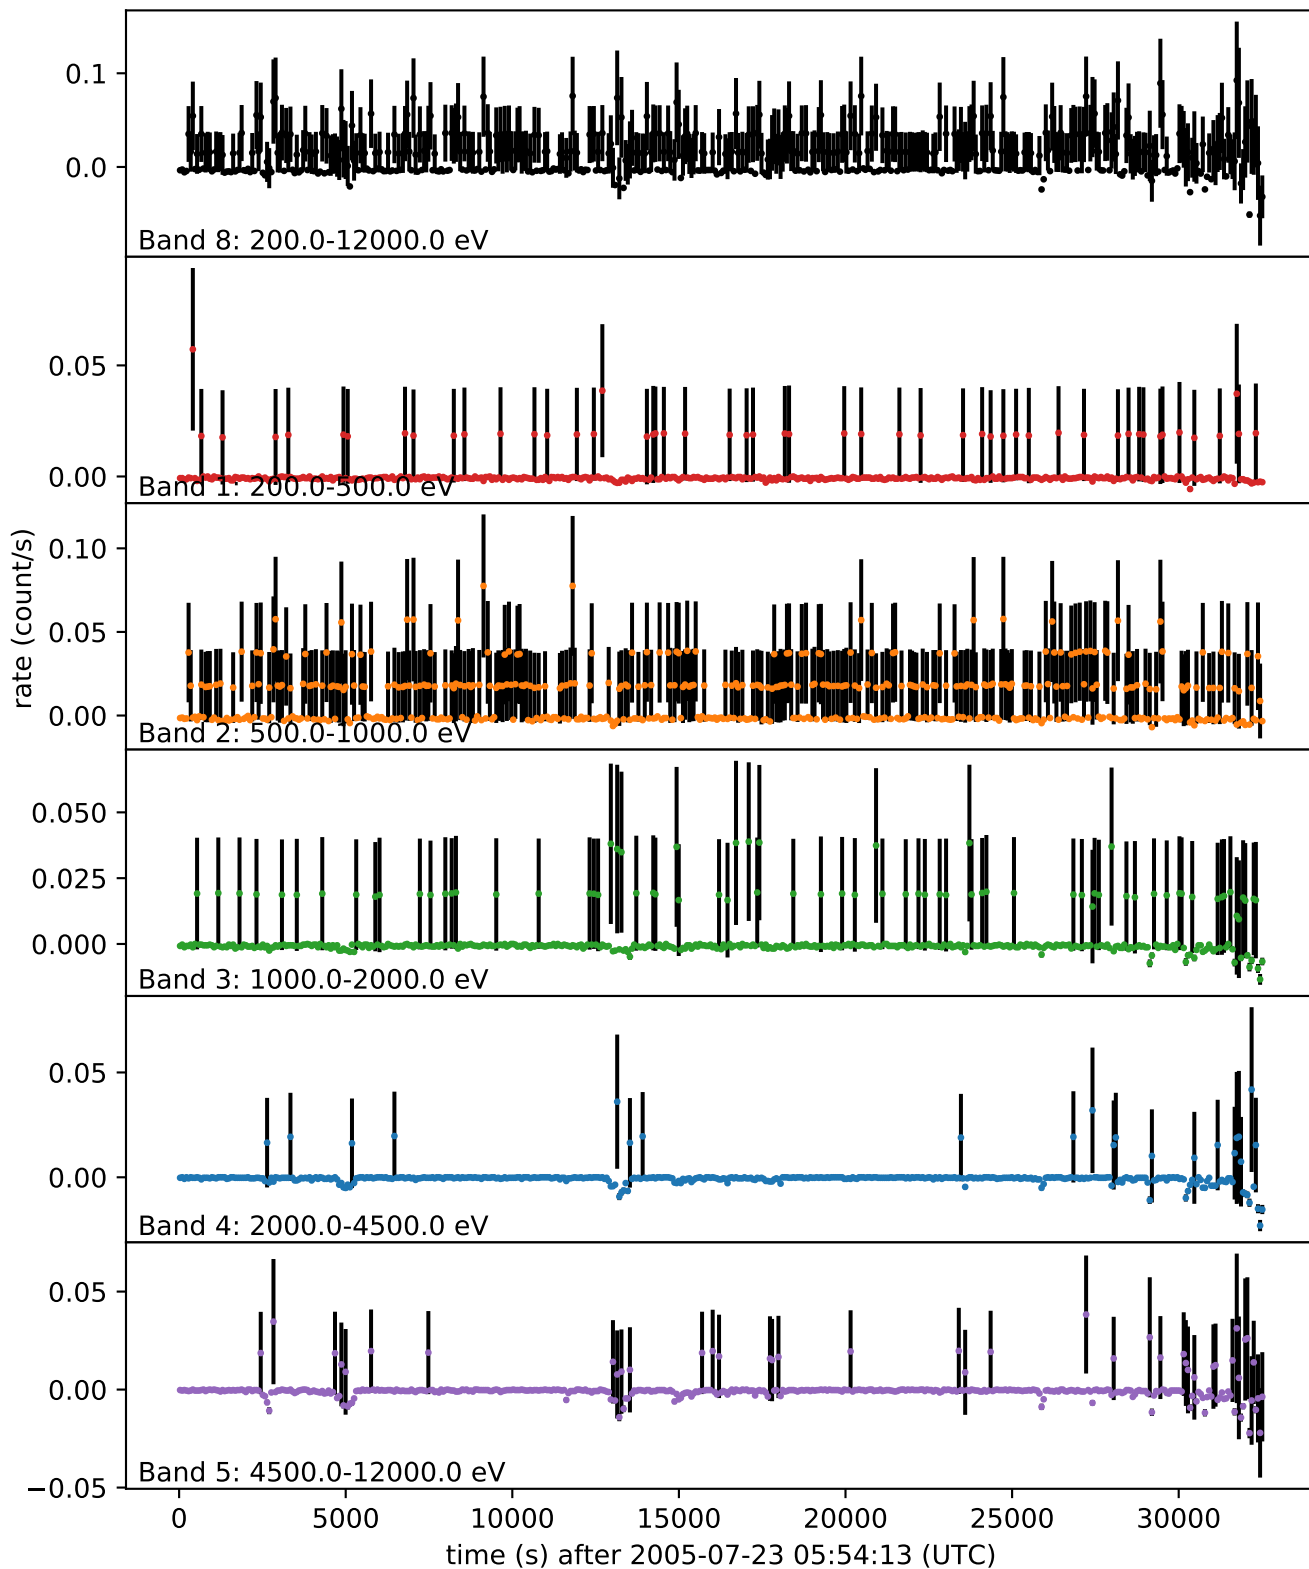 0.1
0.0
Band 8: 200.0-12000.0 eV
0.05
0.00
Band 1: 200.0-500.0 eV
0.10
0.05
0.00
Band 2: 500.0-1000.0 eV
rate (count/s)
0.050
0.025
0.000
Band 3: 1000.0-2000.0 eV
0.05
0.00
Band 4: 2000.0-4500.0 eV
0.05
0.00
−0.05
Band 5: 4500.0-12000.0 eV
0 5000 10000 15000 20000 25000 30000
time (s) after 2005-07-23 05:54:13 (UTC)